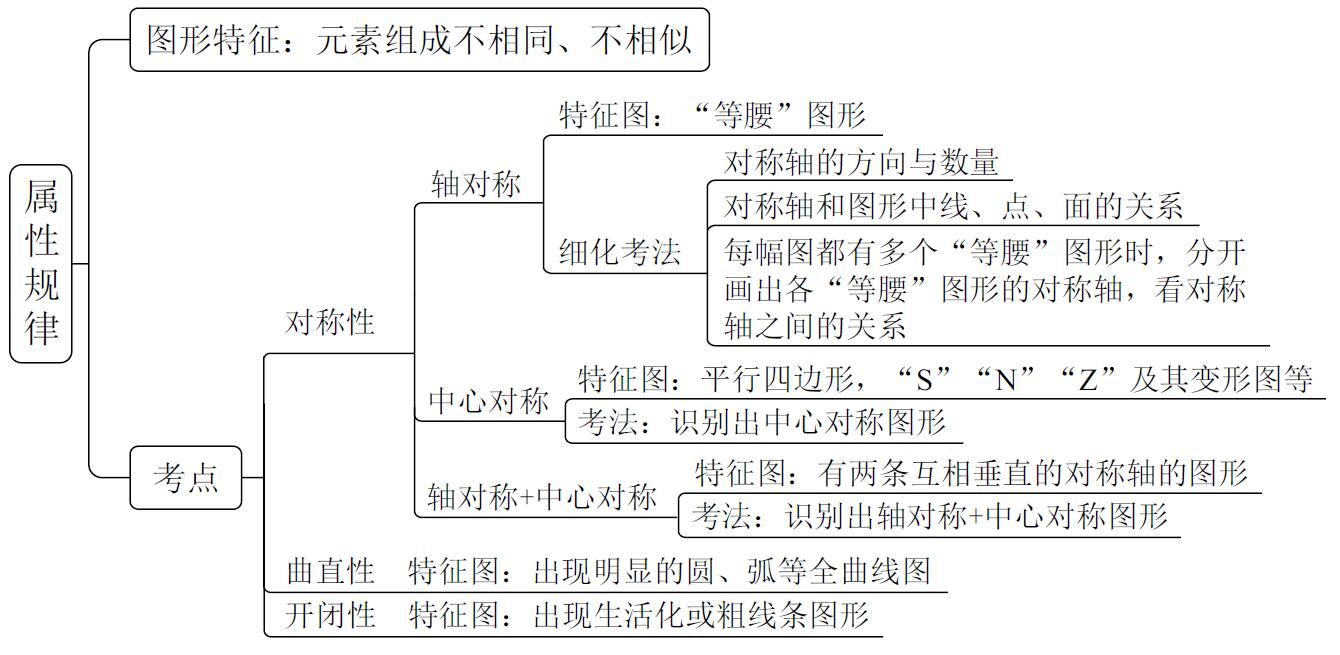 图形特征：元素组成不相同、不相似
属性规律
特征图：“等腰”图形
轴对称
对称轴的方向与数量
对称轴和图形中线、点、面的关系
细化考法
每幅图都有多个“等腰”图形时，分开
画出各“等腰”图形的对称轴，看对称
轴之间的关系
对称性
中心对称
特征图：平行四边形，“S”“N”“Z”及其变形图等
考法：识别出中心对称图形
考点
轴对称+中心对称
特征图：有两条互相垂直的对称轴的图形
考法：识别出轴对称+中心对称图形
曲直性 特征图：出现明显的圆、弧等全曲线图
开闭性 特征图：出现生活化或粗线条图形